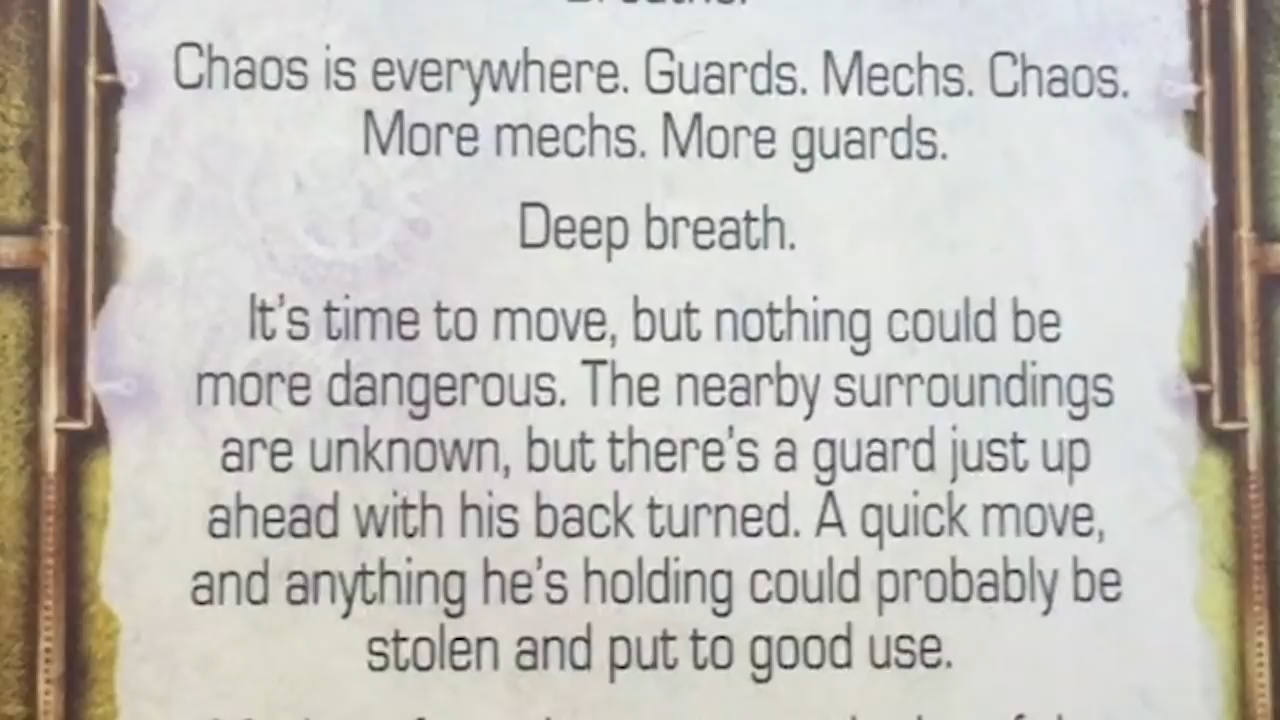 Chaos is everywhere. Guards. Mechs. Chaos.
More mechs. More guards.
Deep breath.
It's time to move, but nothing could be
more dangerous. The nearby surroundings
are unknown, but there's a guard just up
ahead with his back turned. A quick move,
and anything he's holding could probably be
stolen and put to good use.